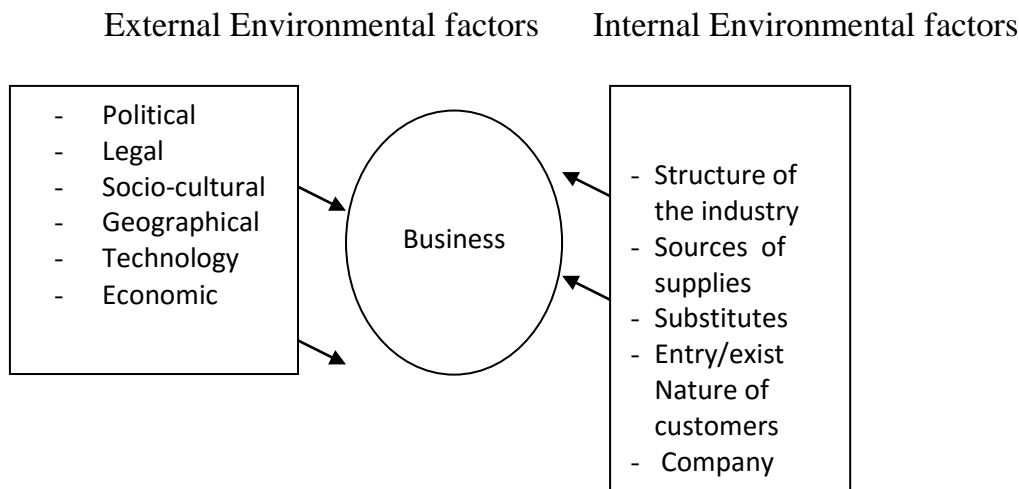 External Environmental factors
Internal Environmental factors
- Political
- Legal
- Socio-cultural
- Geographical
- Technology
- Economic
Business
- Structure of
the industry
- Sources of
supplies
- Substitutes
- Entry/exist
Nature of
customers
- Company